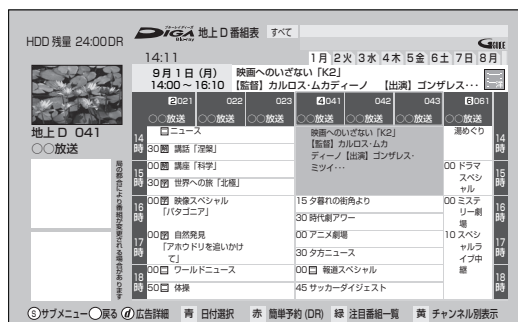 HDD 残量 24:00 DR
DIGA 地上D番組表 すべて
ブルーレイディーガ
Blu-ray
G GUIDE
14:11
1月 2火 3水 4木 5金 6土 7日 8月
9月1日(月) 映画へのいざない「K2」
14:00～16:10 【監督】カルロス・ムカディーノ 【出演】ゴンザレス・・・
2 021 022 023 4 041 042 043 6 061
○○放送 ○○放送 ○○放送 ○○放送 ○○放送 ○○放送 ○○放送
地上D 041
○○放送
局の都合により番組が変更される場合があります
14時
ニュース
30 講話「涅槃」
15時
00 講座「科学」
30 世界への旅「北極」
16時
00 映像スペシャル
「パタゴニア」
17時
00 自然発見
「アホウドリを追いかけ
て」
18時
00 ワールドニュース
50 体操
映画へのいざない「K2」
【監督】カルロス・ムカ
ディーノ【出演】ゴンザレス・
ミツイ・・・
15 夕暮れの街角より
30 時代劇アワー
00 アニメ劇場
30 夕方ニュース
00 報道スペシャル
45 サッカーダイジェスト
湯めぐり
00 ドラマ
スペシ
ャル
00 ミステ
リー劇
場
10 スペシ
ャルラ
イブ中
継
14時
15時
16時
17時
18時
Ⓢサブメニュー ○戻る ⓓ広告詳細 青 日付選択 赤 簡単予約(DR) 緑 注目番組一覧 黄 チャンネル別表示